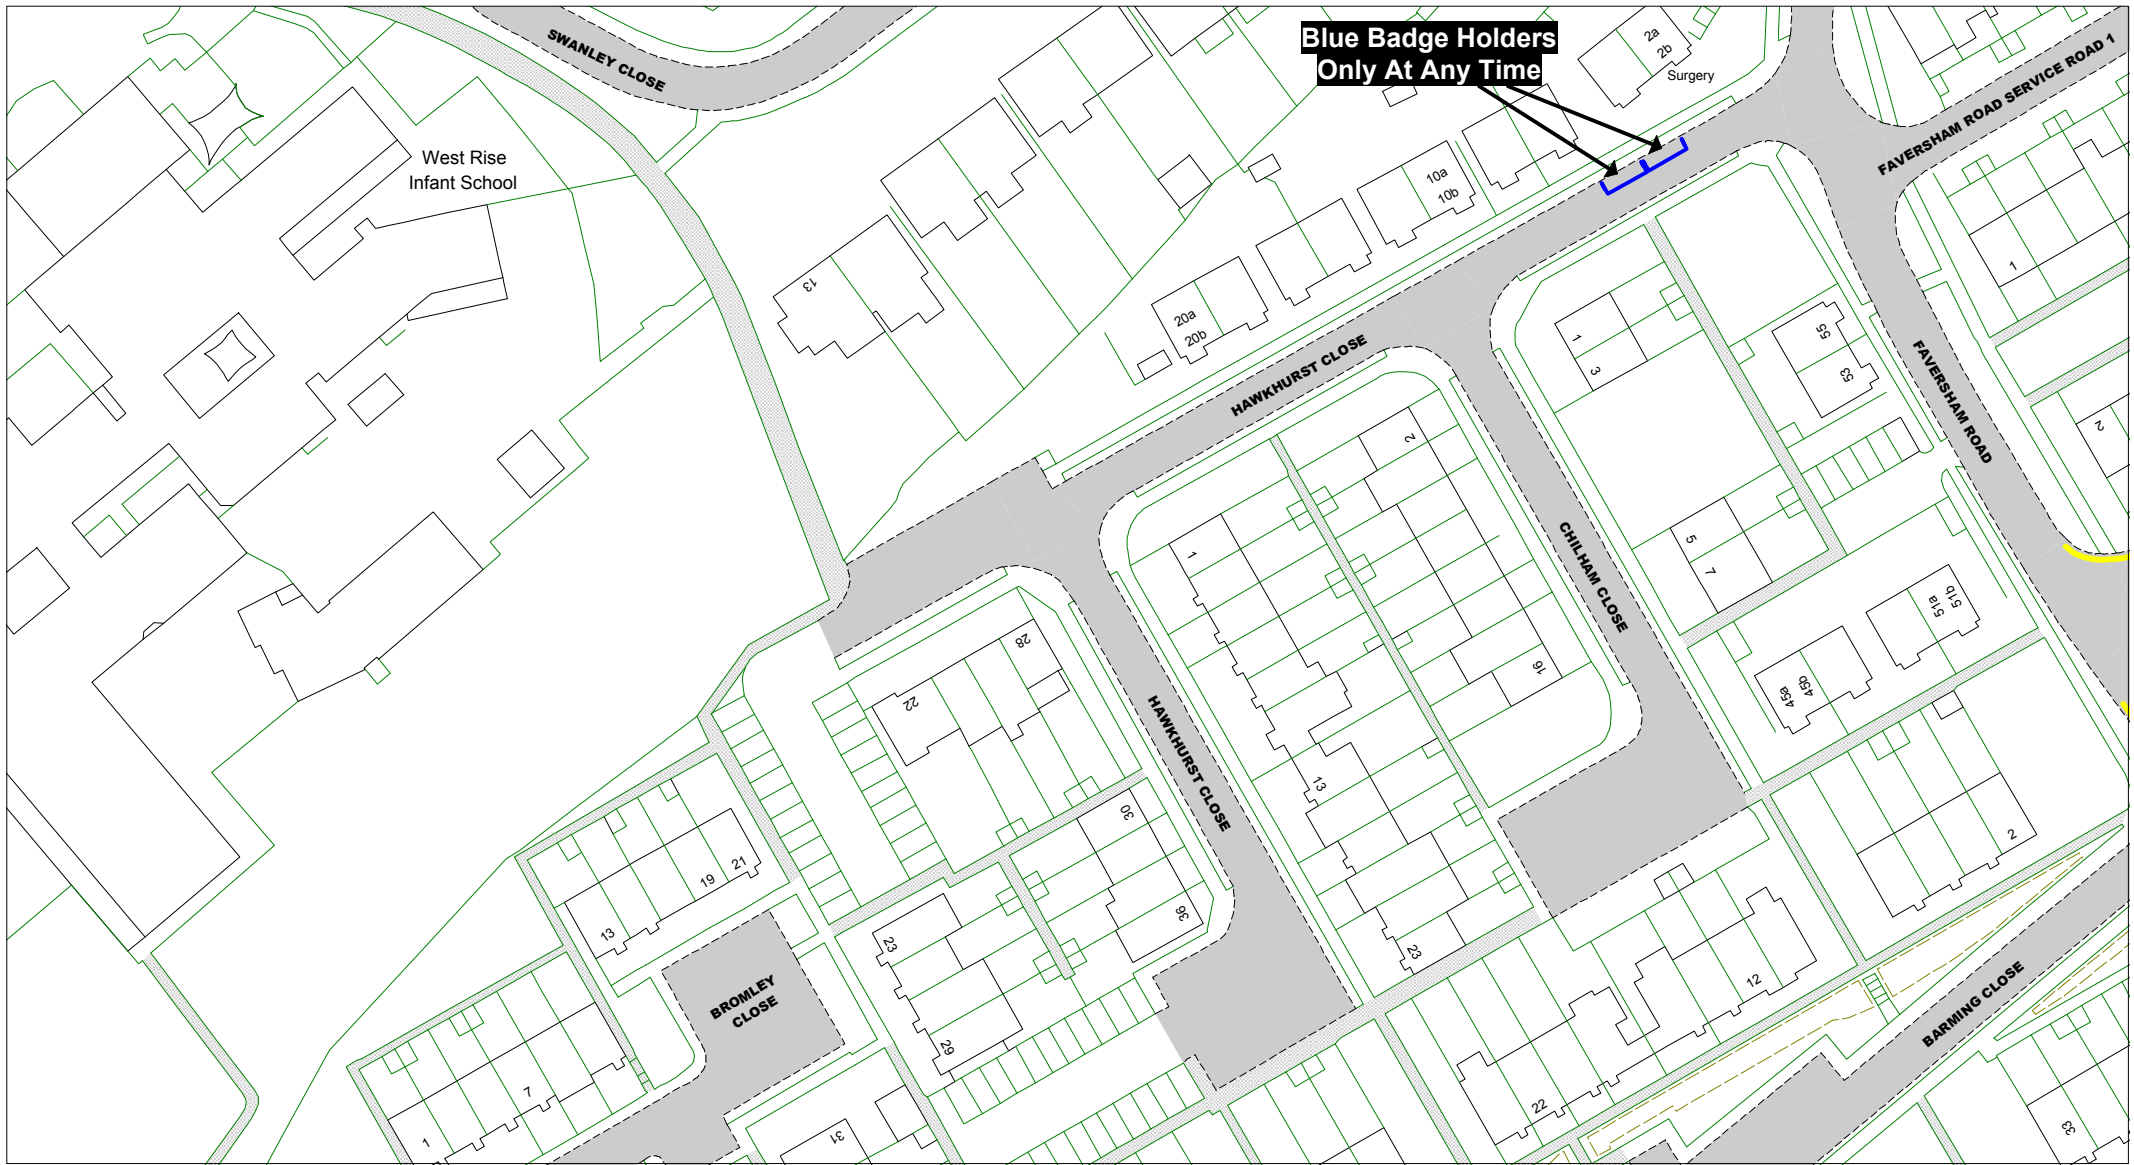 Blue Badge Holders
Only At Any Time
SWANLEY CLOSE
2a
2b
Surgery
FAVERSHAM ROAD SERVICE ROAD 1
West Rise
Infant School
10a
10b
13
1
20a
20b
HAWKHURST CLOSE
1
3
55
53
FAVERSHAM ROAD
2
2
1
5
7
CHILHAM CLOSE
51a
51b
28
22
16
45a
45b
HAWKHURST CLOSE
13
30
2
21
19
13
23
36
23
12
BROMLEY
CLOSE
BARMING CLOSE
29
7
22
1
31
33